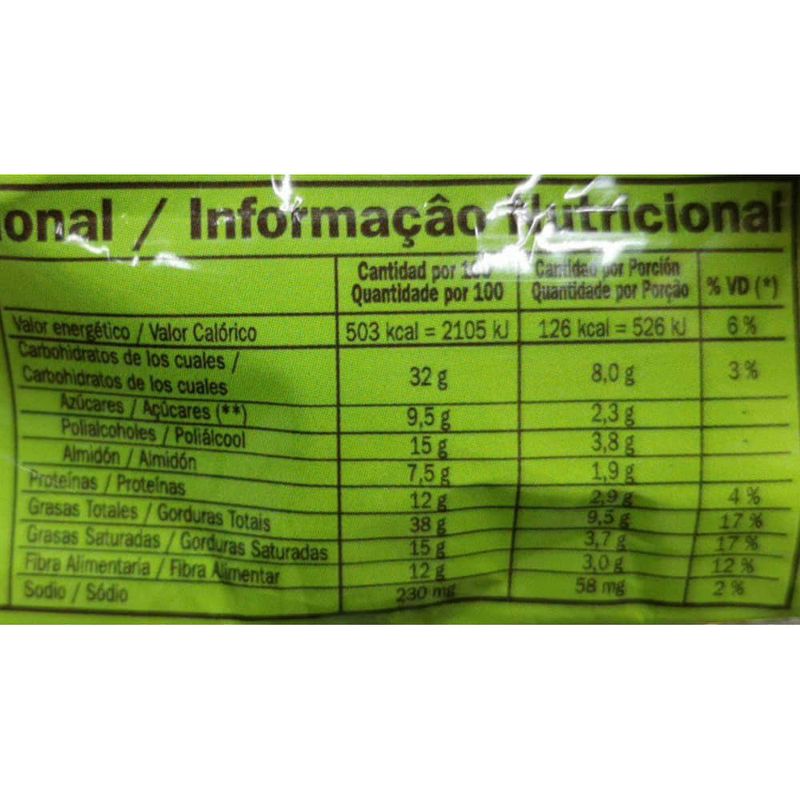 ional / Informaçâo Nutricional
Cantidad por 100 Cantidad por Porción
Quantidade por 100 Quantidade por Porção % VD (*)
Valor energético / Valor Calórico 503 kcal = 2105 kJ 126 kcal = 526 kJ 6 %
Carbohidratos de los cuales /
Carbohidratos de los cuales 32 g 8,0 g 3 %
Azúcares / Açúcares (**) 9,5 g 2,3 g -
Polialcoholes / Poliálcool 15 g 3,8 g -
Almidón / Almidón 7,5 g 1,9 g
Proteínas / Proteínas 12 g 2,9 g 4 %
Grasas Totales / Gorduras Totais 38 g 9,5 g 17 %
Grasas Saturadas / Gorduras Saturadas 15 g 3,7 g 17 %
Fibra Alimentaria / Fibra Alimentar 12 g 3,0 g 12 %
Sodio / Sódio 230 mg 58 mg 2 %